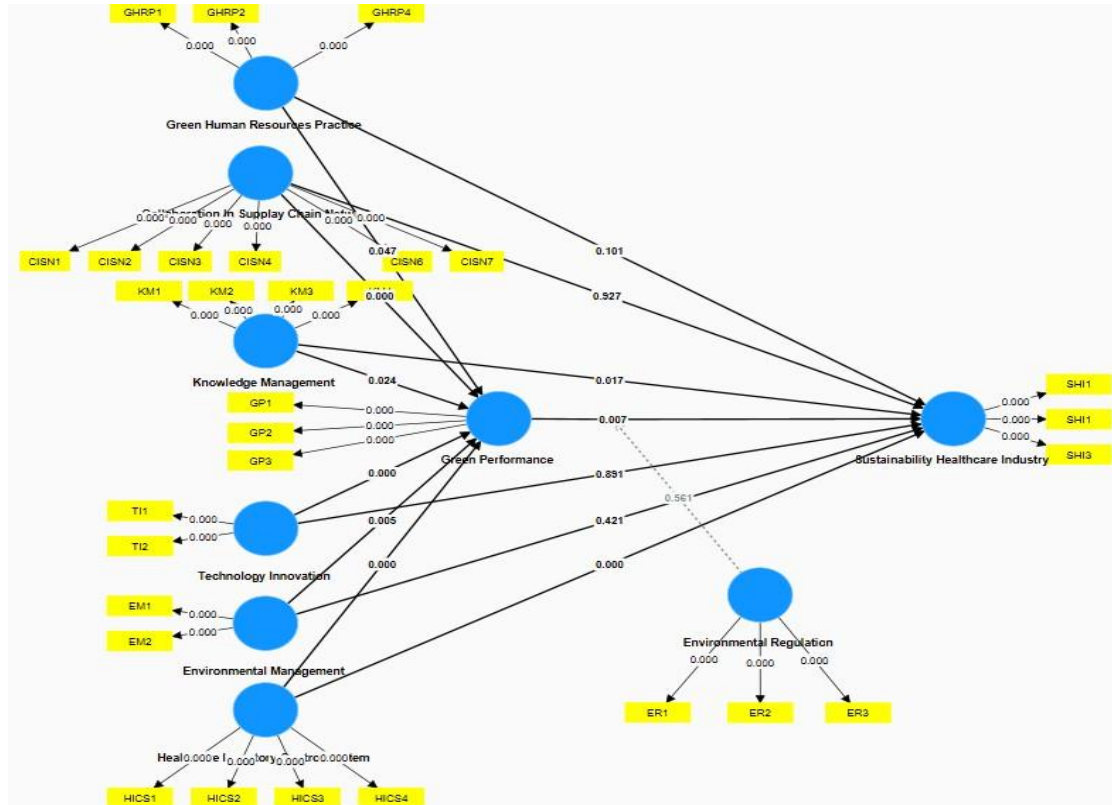 GHRP1 GHRP2 GHRP4
0.000 0.000 0.000
Green Human Resources Practice
In Supplay Chain
0.000 0.000 0.000 0.000 0.000 0.000
CISN1 CISN2 CISN3 CISN4 CISN6 CISN7
0.047
0.101
0.927
KM1 KM2 KM3
0.000 0.000 0.000 0.000
0.000
Knowledge Management
0.024
0.017
GP1 0.000
GP2 0.000
GP3 0.000
Green Performance
0.007
SHI1 0.000
SHI1 0.000
SHI3 0.000
Sustainability Healthcare Industry
0.000
0.891
0.561
TI1 0.000
TI2 0.000
Technology Innovation
0.005
0.421
0.000
0.000
EM1 0.000
EM2 0.000
Environmental Management
Environmental Regulation
0.000 0.000 0.000
ER1 ER2 ER3
0.000 0.000 0.000 0.000
HICS1 HICS2 HICS3 HICS4